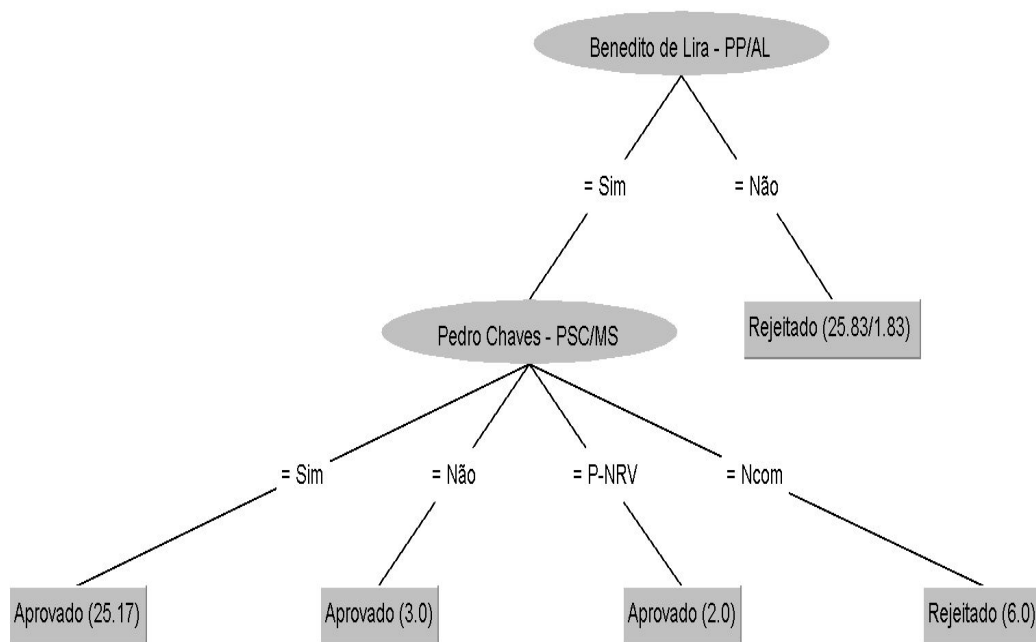 Benedito de Lira - PP/AL
= Sim
= Não
Pedro Chaves - PSC/MS
Rejeitado (25.83/1.83)
= Sim
= Não
= P-NRV
= Ncom
Aprovado (25.17)
Aprovado (3.0)
Aprovado (2.0)
Rejeitado (6.0)